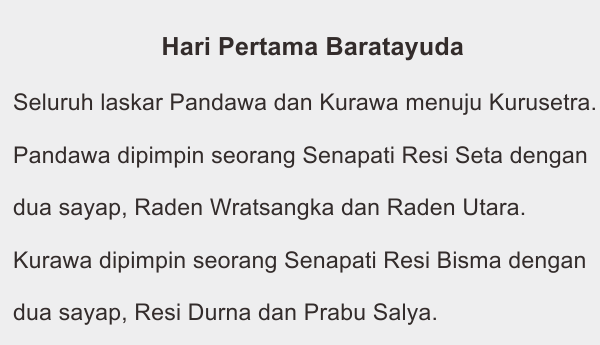 Hari Pertama Baratayuda
Seluruh laskar Pandawa dan Kurawa menuju Kurusetra.
Pandawa dipimpin seorang Senapati Resi Seta dengan
dua sayap, Raden Wratsangka dan Raden Utara.
Kurawa dipimpin seorang Senapati Resi Bisma dengan
dua sayap, Resi Durna dan Prabu Salya.